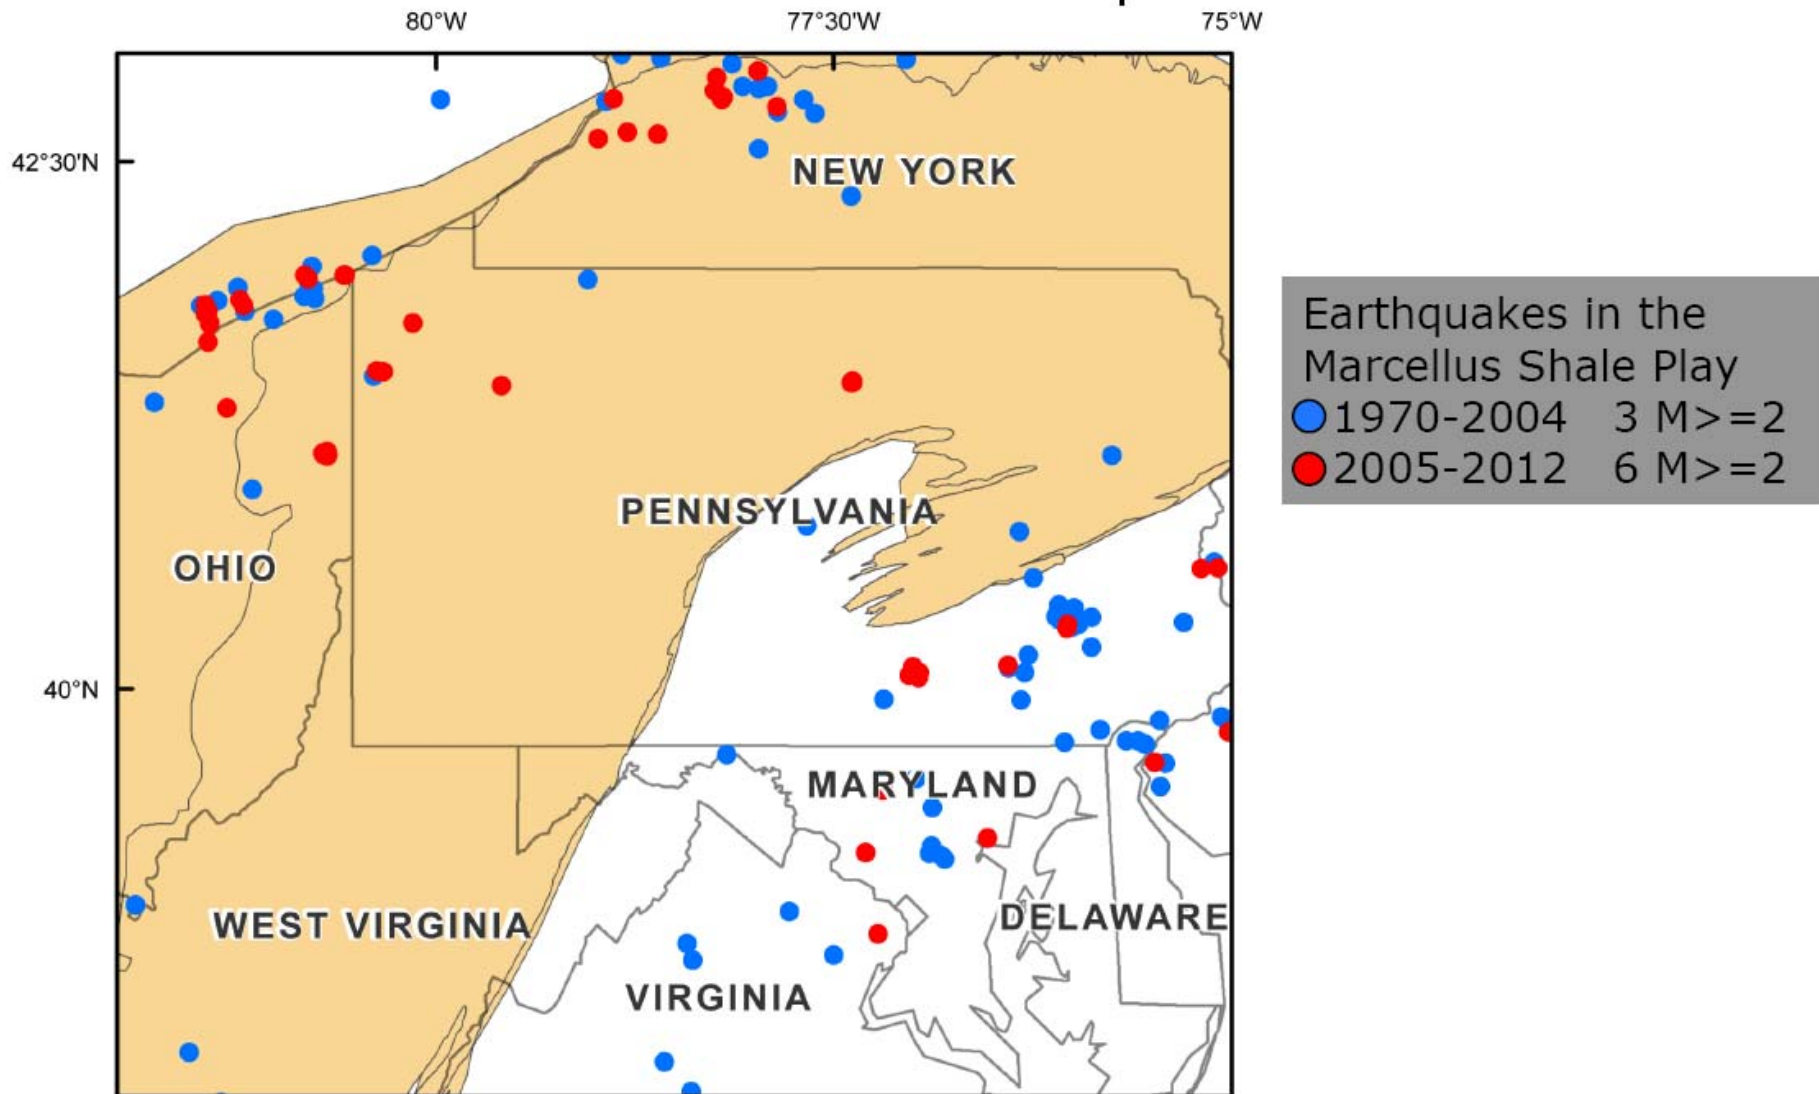 80°W 77°30'W 75°W
42°30'N
NEW YORK
Earthquakes in the
Marcellus Shale Play
1970-2004 3 M>=2
2005-2012 6 M>=2
PENNSYLVANIA
OHIO
40°N
MARYLAND
WEST VIRGINIA
DELAWARE
VIRGINIA